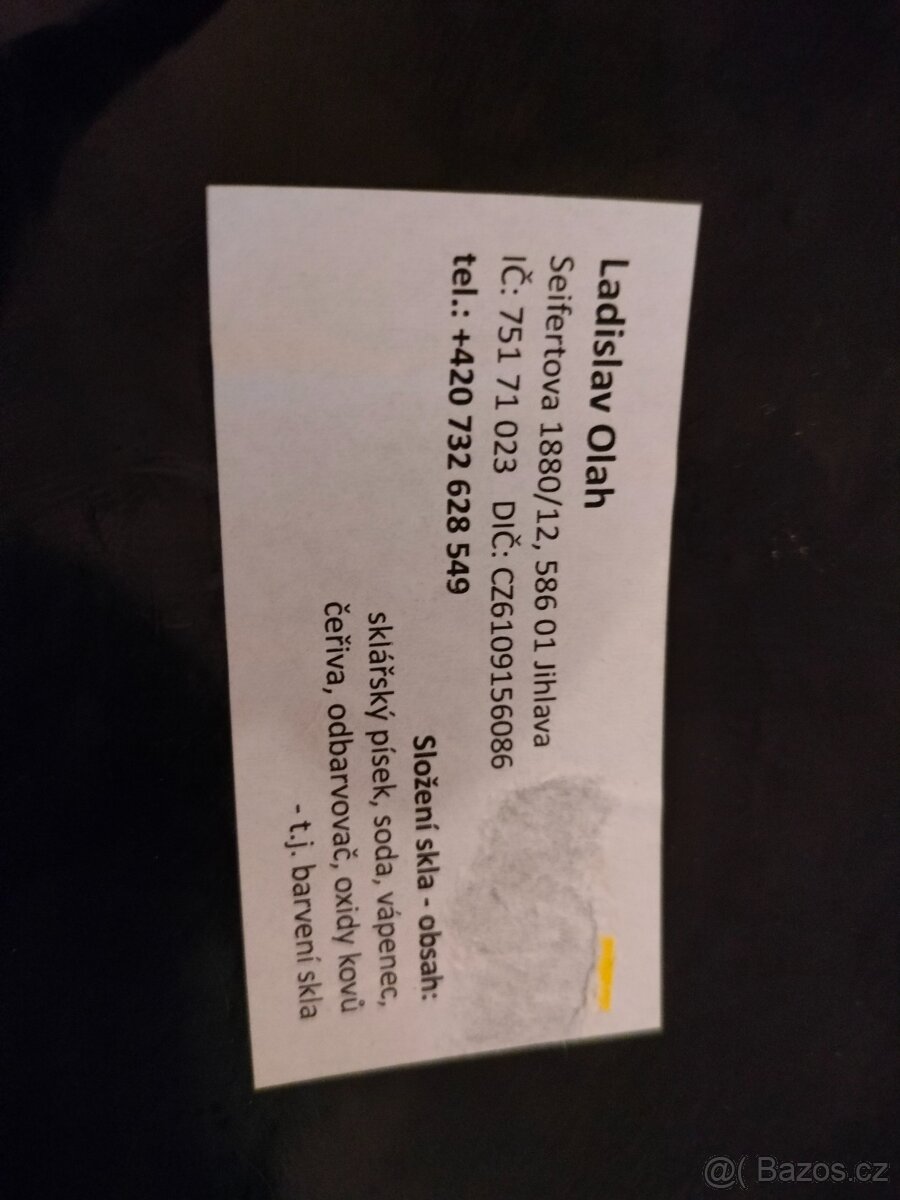 Ladislav Olah
Seifertova 1880/12, 586 01 Jihlava
IČ: 751 71 023 DIČ: CZ6109156086
tel.: +420 732 628 549
Složení skla - obsah:
sklářský písek, soda, vápenec,
čeřiva, odbarvovač, oxidy kovů
- t.j. barvení skla
@( Bazos.cz